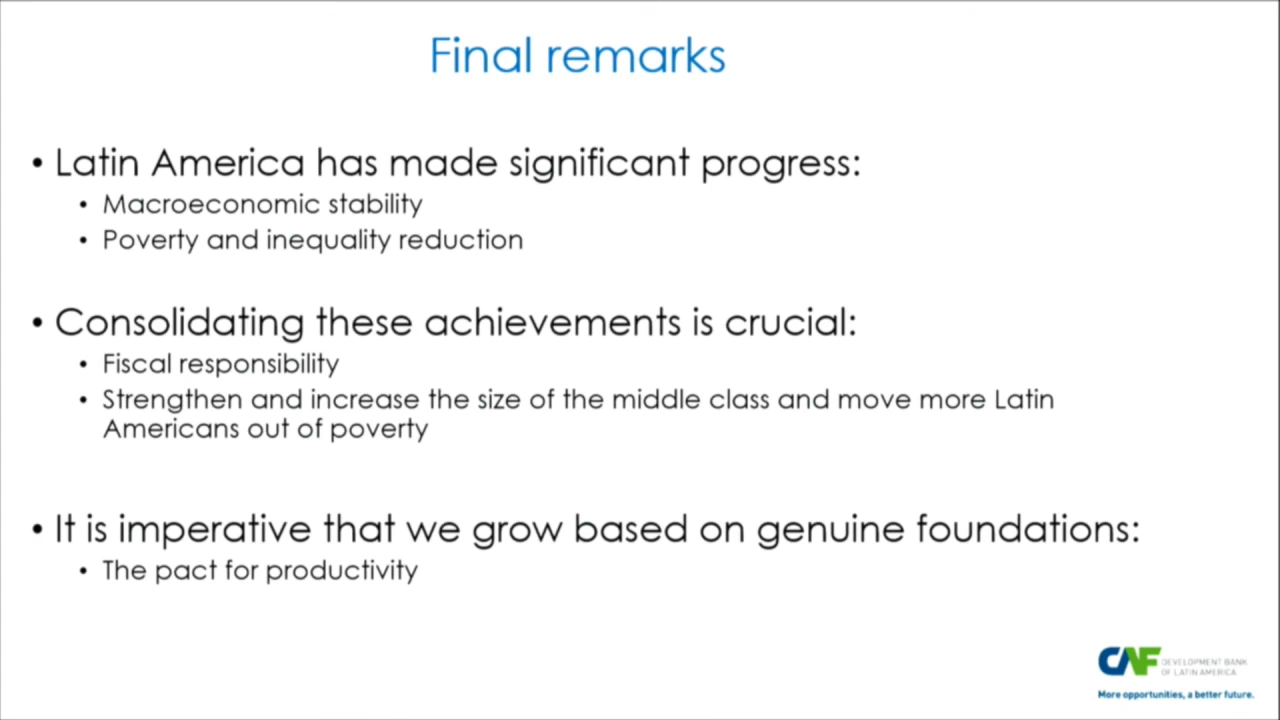 Final remarks
• Latin America has made significant progress:
• Macroeconomic stability
• Poverty and inequality reduction
• Consolidating these achievements is crucial:
• Fiscal responsibility
• Strengthen and increase the size of the middle class and move more Latin
Americans out of poverty
• It is imperative that we grow based on genuine foundations:
• The pact for productivity
CAF
DEVELOPMENT BANK
OF LATIN AMERICA
More opportunities, a better future.